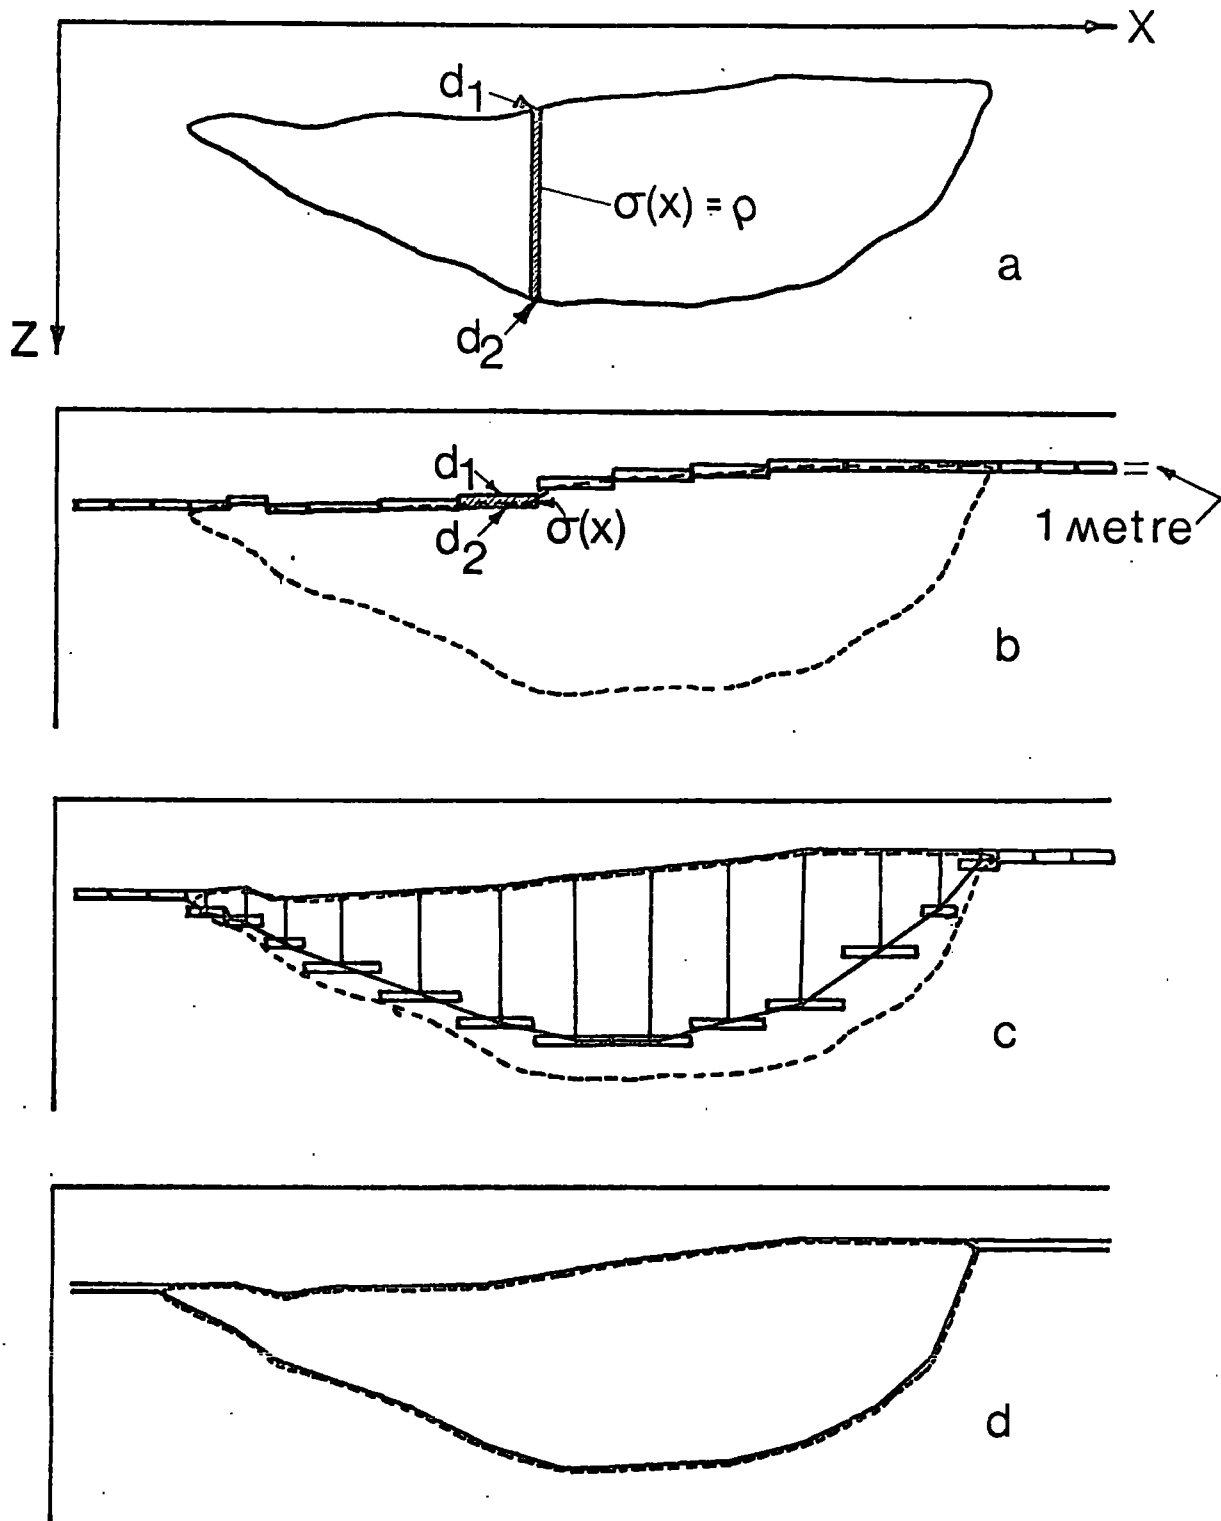 X
d1
σ(x) = ρ
a
d2
Z
d1
σ(x)
d2
1 metre
b
c
d